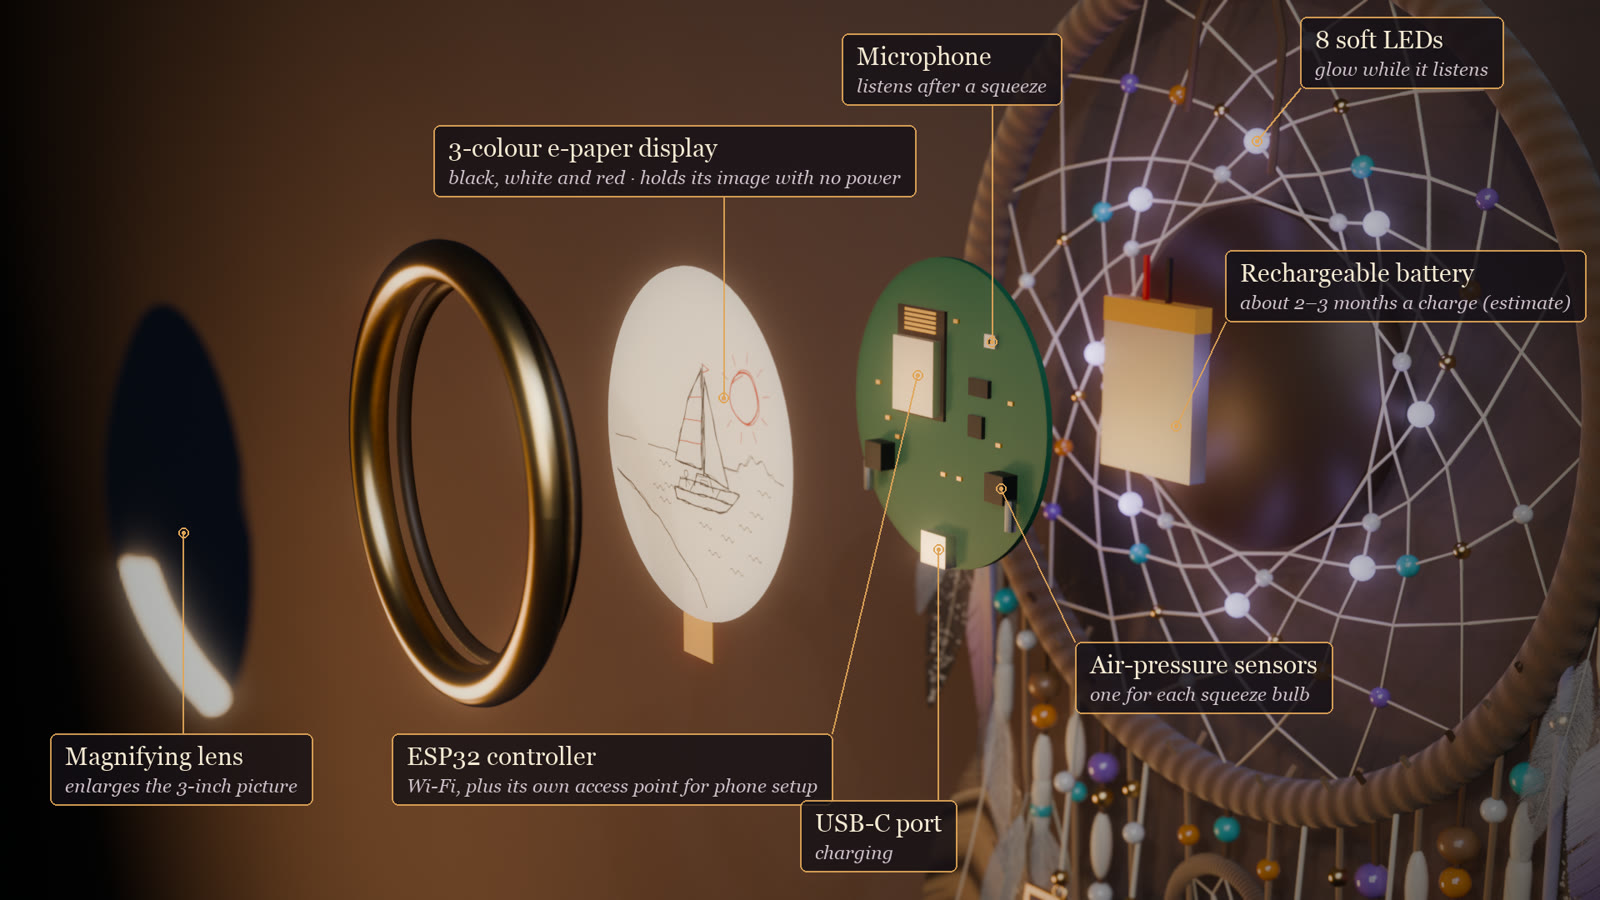 8 soft LEDs
glow while it listens
Microphone
listens after a squeeze
3-colour e-paper display
black, white and red · holds its image with no power
Rechargeable battery
about 2–3 months a charge (estimate)
Air-pressure sensors
one for each squeeze bulb
Magnifying lens
enlarges the 3-inch picture
ESP32 controller
Wi-Fi, plus its own access point for phone setup
USB-C port
charging